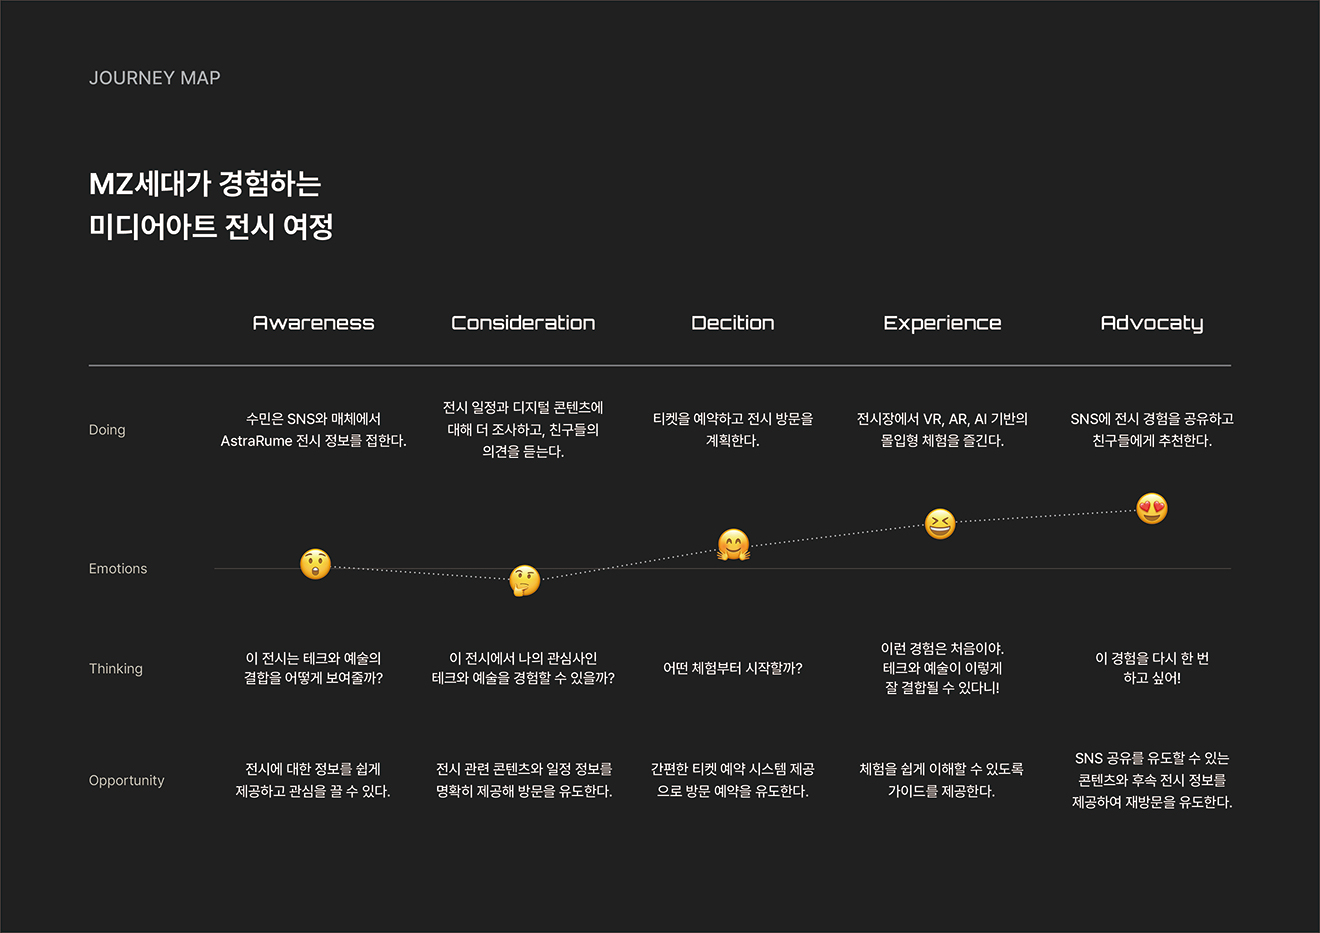 JOURNEY MAP
MZ세대가 경험하는
미디어아트 전시 여정
Awareness
Consideration
Decition
Experience
Advocaty
Doing
수민은 SNS와 매체에서
AstraRume 전시 정보를 접한다.
전시 일정과 디지털 콘텐츠에
대해 더 조사하고, 친구들의
의견을 듣는다.
티켓을 예약하고 전시 방문을
계획한다.
전시장에서 VR, AR, AI 기반의
몰입형 체험을 즐긴다.
SNS에 전시 경험을 공유하고
친구들에게 추천한다.
Emotions
Thinking
이 전시는 테크와 예술의
결합을 어떻게 보여줄까?
이 전시에서 나의 관심사인
테크와 예술을 경험할 수 있을까?
어떤 체험부터 시작할까?
이런 경험은 처음이야.
테크와 예술이 이렇게
잘 결합될 수 있다니!
이 경험을 다시 한 번
하고 싶어!
Opportunity
전시에 대한 정보를 쉽게
제공하고 관심을 끌 수 있다.
전시 관련 콘텐츠와 일정 정보를
명확히 제공해 방문을 유도한다.
간편한 티켓 예약 시스템 제공
으로 방문 예약을 유도한다.
체험을 쉽게 이해할 수 있도록
가이드를 제공한다.
SNS 공유를 유도할 수 있는
콘텐츠와 후속 전시 정보를
제공하여 재방문을 유도한다.